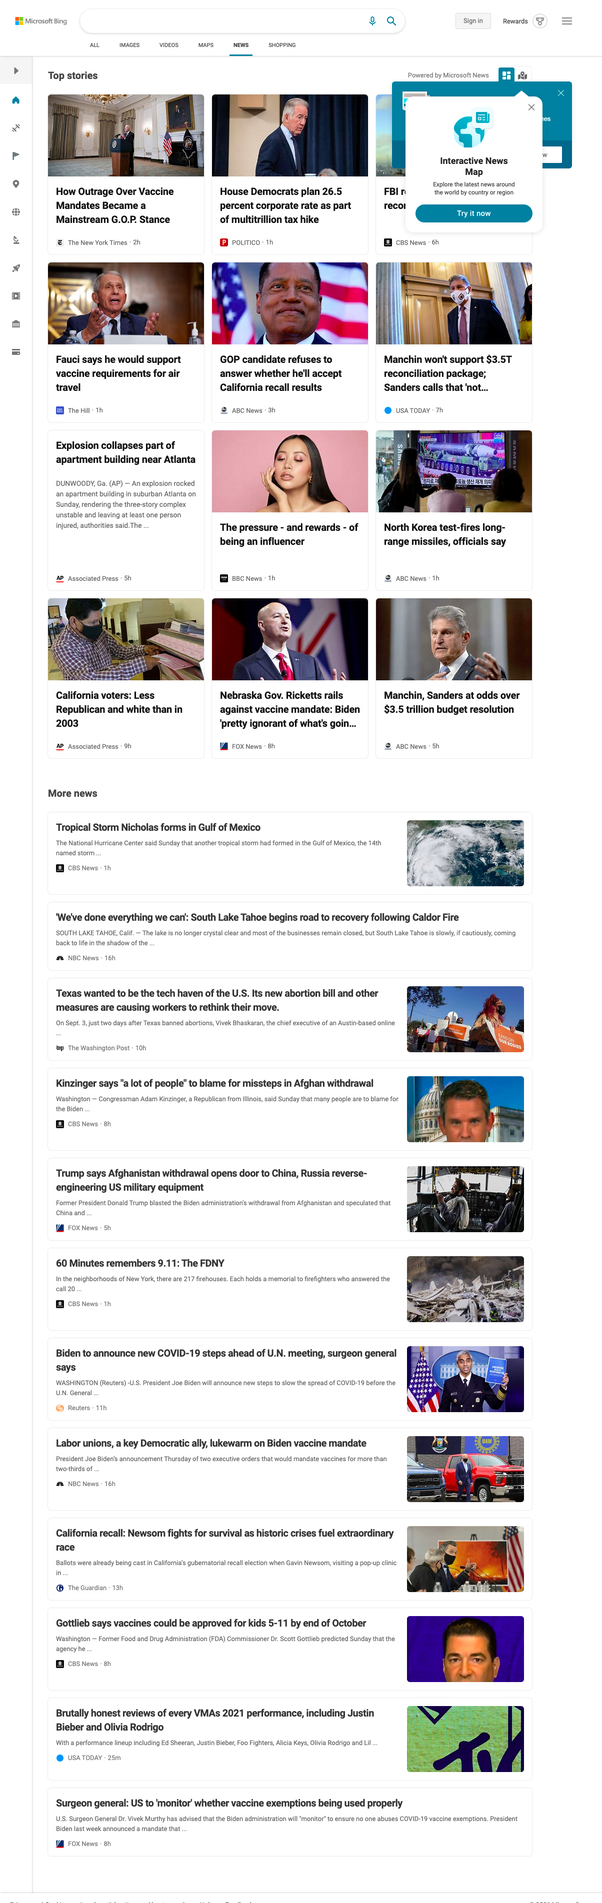 Microsoft Bing
Sign in
Rewards
ALL
IMAGES
VIDEOS
MAPS
NEWS
SHOPPING
Top stories
Powered by Microsoft News
Interactive News
Map
Explore the latest news around
the world by country or region
Try it now
How Outrage Over Vaccine
Mandates Became a
Mainstream G.O.P. Stance
The New York Times · 2h
House Democrats plan 26.5
percent corporate rate as part
of multitrillion tax hike
POLITICO · 1h
FBI
CBS News · 6h
Fauci says he would support
vaccine requirements for air
travel
The Hill · 1h
GOP candidate refuses to
answer whether he'll accept
California recall results
ABC News · 3h
Manchin won't support $3.5T
reconciliation package;
Sanders calls that 'not...
USA TODAY · 7h
Explosion collapses part of
apartment building near Atlanta
DUNWOODY, Ga. (AP) — An explosion rocked
an apartment building in suburban Atlanta on
Sunday, rendering the three-story complex
unstable and leaving at least one person
injured, authorities said.The ...
AP Associated Press · 5h
The pressure - and rewards - of
being an influencer
BBC News · 1h
North Korea test-fires long-
range missiles, officials say
ABC News · 1h
California voters: Less
Republican and white than in
2003
AP Associated Press · 9h
Nebraska Gov. Ricketts rails
against vaccine mandate: Biden
'pretty ignorant of what's goin...
FOX News · 8h
Manchin, Sanders at odds over
$3.5 trillion budget resolution
ABC News · 5h
More news
Tropical Storm Nicholas forms in Gulf of Mexico
The National Hurricane Center said Sunday that another tropical storm had formed in the Gulf of Mexico, the 14th
named storm ...
CBS News · 1h
'We've done everything we can': South Lake Tahoe begins road to recovery following Caldor Fire
SOUTH LAKE TAHOE, Calif. — The lake is no longer crystal clear and most of the businesses remain closed, but South Lake Tahoe is slowly, if cautiously, coming
back to life in the shadow of the ...
NBC News · 16h
Texas wanted to be the tech haven of the U.S. Its new abortion bill and other
measures are causing workers to rethink their move.
On Sept. 3, just two days after Texas banned abortions, Vivek Bhaskaran, the chief executive of an Austin-based online
...
wp The Washington Post · 10h
Kinzinger says "a lot of people" to blame for missteps in Afghan withdrawal
Washington — Congressman Adam Kinzinger, a Republican from Illinois, said Sunday that many people are to blame for
the Biden ...
CBS News · 8h
Trump says Afghanistan withdrawal opens door to China, Russia reverse-
engineering US military equipment
Former President Donald Trump blasted the Biden administration's withdrawal from Afghanistan and speculated that
China and ...
FOX News · 5h
60 Minutes remembers 9.11: The FDNY
In the neighborhoods of New York, there are 217 firehouses. Each holds a memorial to firefighters who answered the
call 20 ...
CBS News · 1h
Biden to announce new COVID-19 steps ahead of U.N. meeting, surgeon general
says
WASHINGTON (Reuters) -U.S. President Joe Biden will announce new steps to slow the spread of COVID-19 before the
U.N. General ...
Reuters · 11h
Labor unions, a key Democratic ally, lukewarm on Biden vaccine mandate
President Joe Biden's announcement Thursday of two executive orders that would mandate vaccines for more than
two-thirds of ...
NBC News · 16h
California recall: Newsom fights for survival as historic crises fuel extraordinary
race
Ballots were already being cast in California's gubernatorial recall election when Gavin Newsom, visiting a pop-up clinic
in ...
The Guardian · 13h
Gottlieb says vaccines could be approved for kids 5-11 by end of October
Washington — Former Food and Drug Administration (FDA) Commissioner Dr. Scott Gottlieb predicted Sunday that the
agency he ...
CBS News · 8h
Brutally honest reviews of every VMAs 2021 performance, including Justin
Bieber and Olivia Rodrigo
With a performance lineup including Ed Sheeran, Justin Bieber, Foo Fighters, Alicia Keys, Olivia Rodrigo and Lil ...
USA TODAY · 25m
Surgeon general: US to 'monitor' whether vaccine exemptions being used properly
U.S. Surgeon General Dr. Vivek Murthy has advised that the Biden administration will "monitor" to ensure no one abuses COVID-19 vaccine exemptions. President
Biden last week announced a mandate that ...
FOX News · 8h